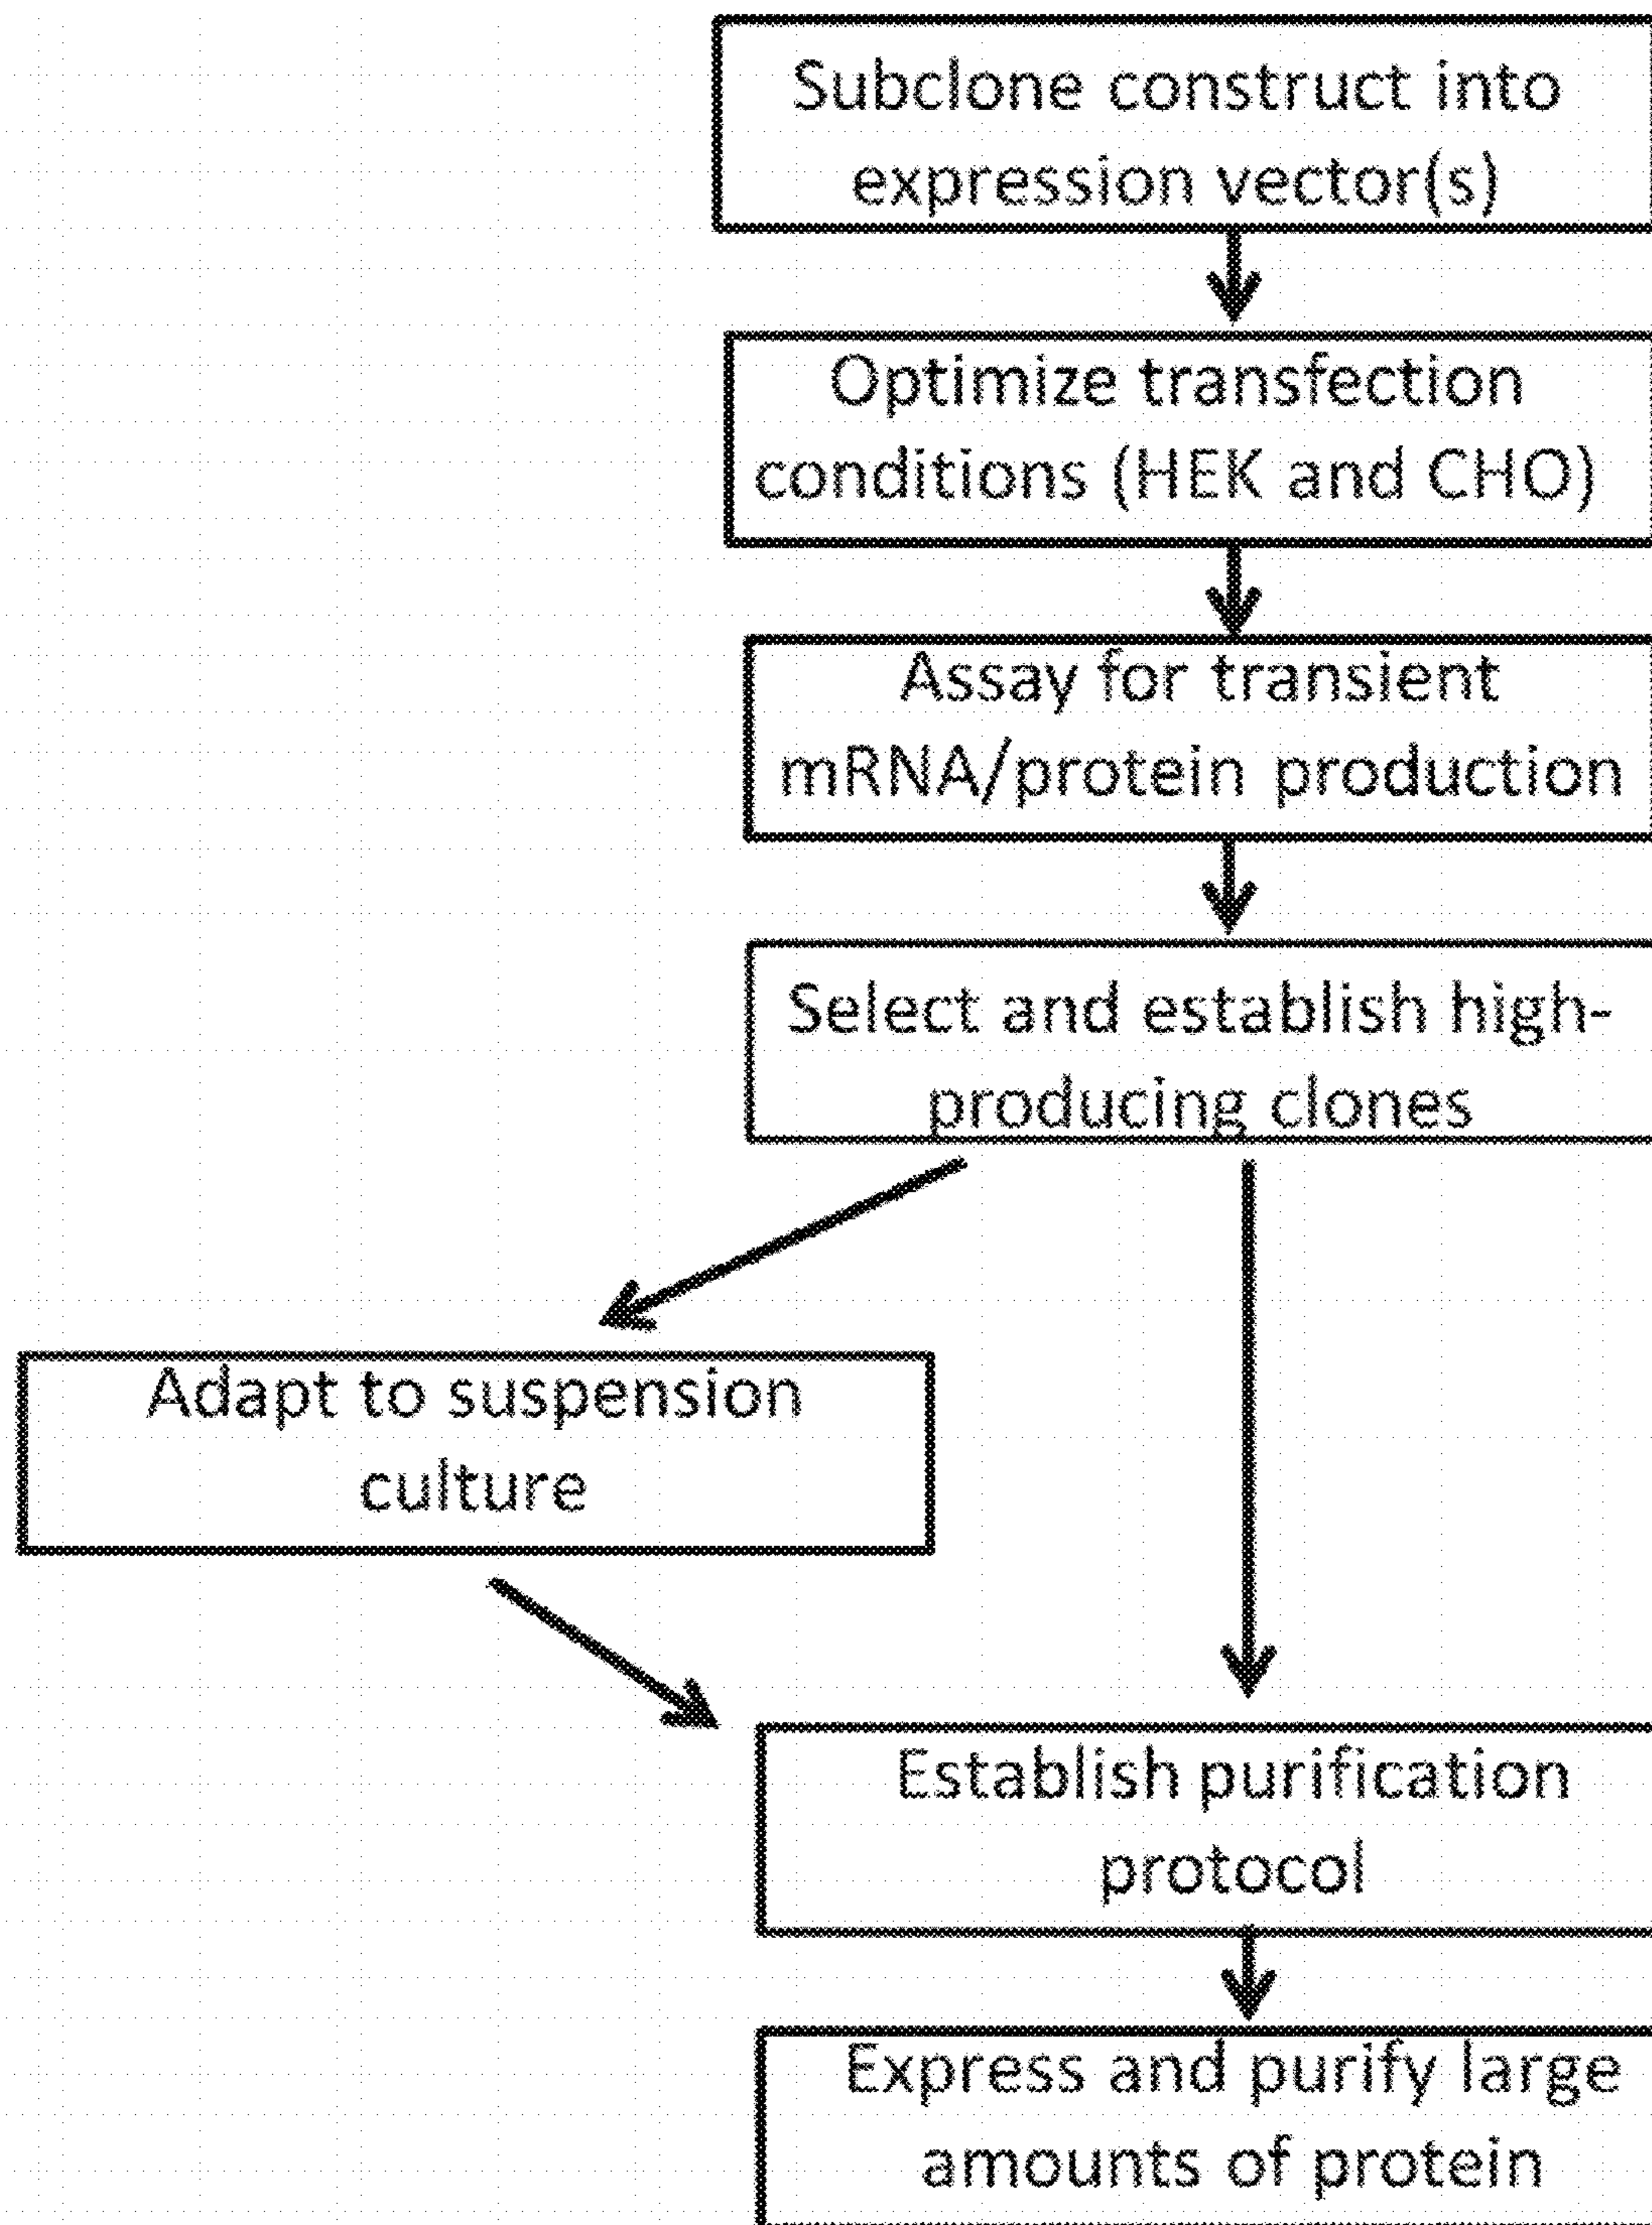 Subclone construct into
expression vector(s)
Optimize transfection
conditions (HEK and CHO)
Assay for transient
mRNA/protein production
Select and establish high-
producing clones
Adapt to suspension
culture
Establish purification
protocol
Express and purify large
amounts of protein